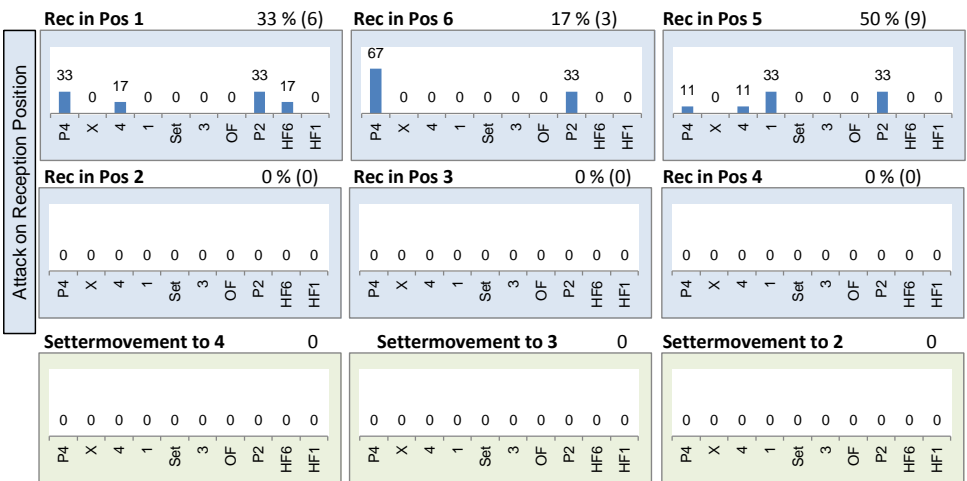 Attack on Reception Position
Rec in Pos 1 33 % (6)
33 0 17 0 0 0 0 33 17 0
P4 X 4 1 Set 3 OF P2 HF6 HF1
Rec in Pos 6 17 % (3)
67 0 0 0 0 0 0 33 0 0
P4 X 4 1 Set 3 OF P2 HF6 HF1
Rec in Pos 5 50 % (9)
11 0 11 33 0 0 0 33 0 0
P4 X 4 1 Set 3 OF P2 HF6 HF1
Rec in Pos 2 0 % (0)
0 0 0 0 0 0 0 0 0 0
P4 X 4 1 Set 3 OF P2 HF6 HF1
Rec in Pos 3 0 % (0)
0 0 0 0 0 0 0 0 0 0
P4 X 4 1 Set 3 OF P2 HF6 HF1
Rec in Pos 4 0 % (0)
0 0 0 0 0 0 0 0 0 0
P4 X 4 1 Set 3 OF P2 HF6 HF1
Settermovement to 4 0
0 0 0 0 0 0 0 0 0 0
P4 X 4 1 Set 3 OF P2 HF6 HF1
Settermovement to 3 0
0 0 0 0 0 0 0 0 0 0
P4 X 4 1 Set 3 OF P2 HF6 HF1
Settermovement to 2 0
0 0 0 0 0 0 0 0 0 0
P4 X 4 1 Set 3 OF P2 HF6 HF1